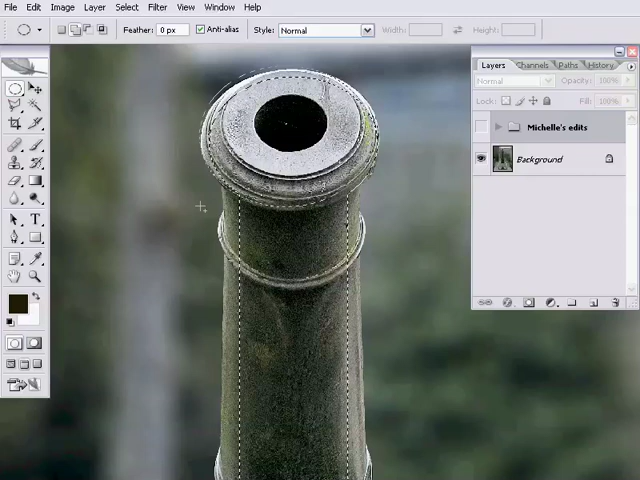 File Edit Image Layer Select Filter View Window Help
Feather: 0 px Anti-alias Style: Normal Width: Height:
Layers Channels Paths History
Normal Opacity: 100%
Lock: Fill: 100%
Michelle's edits
Background
T